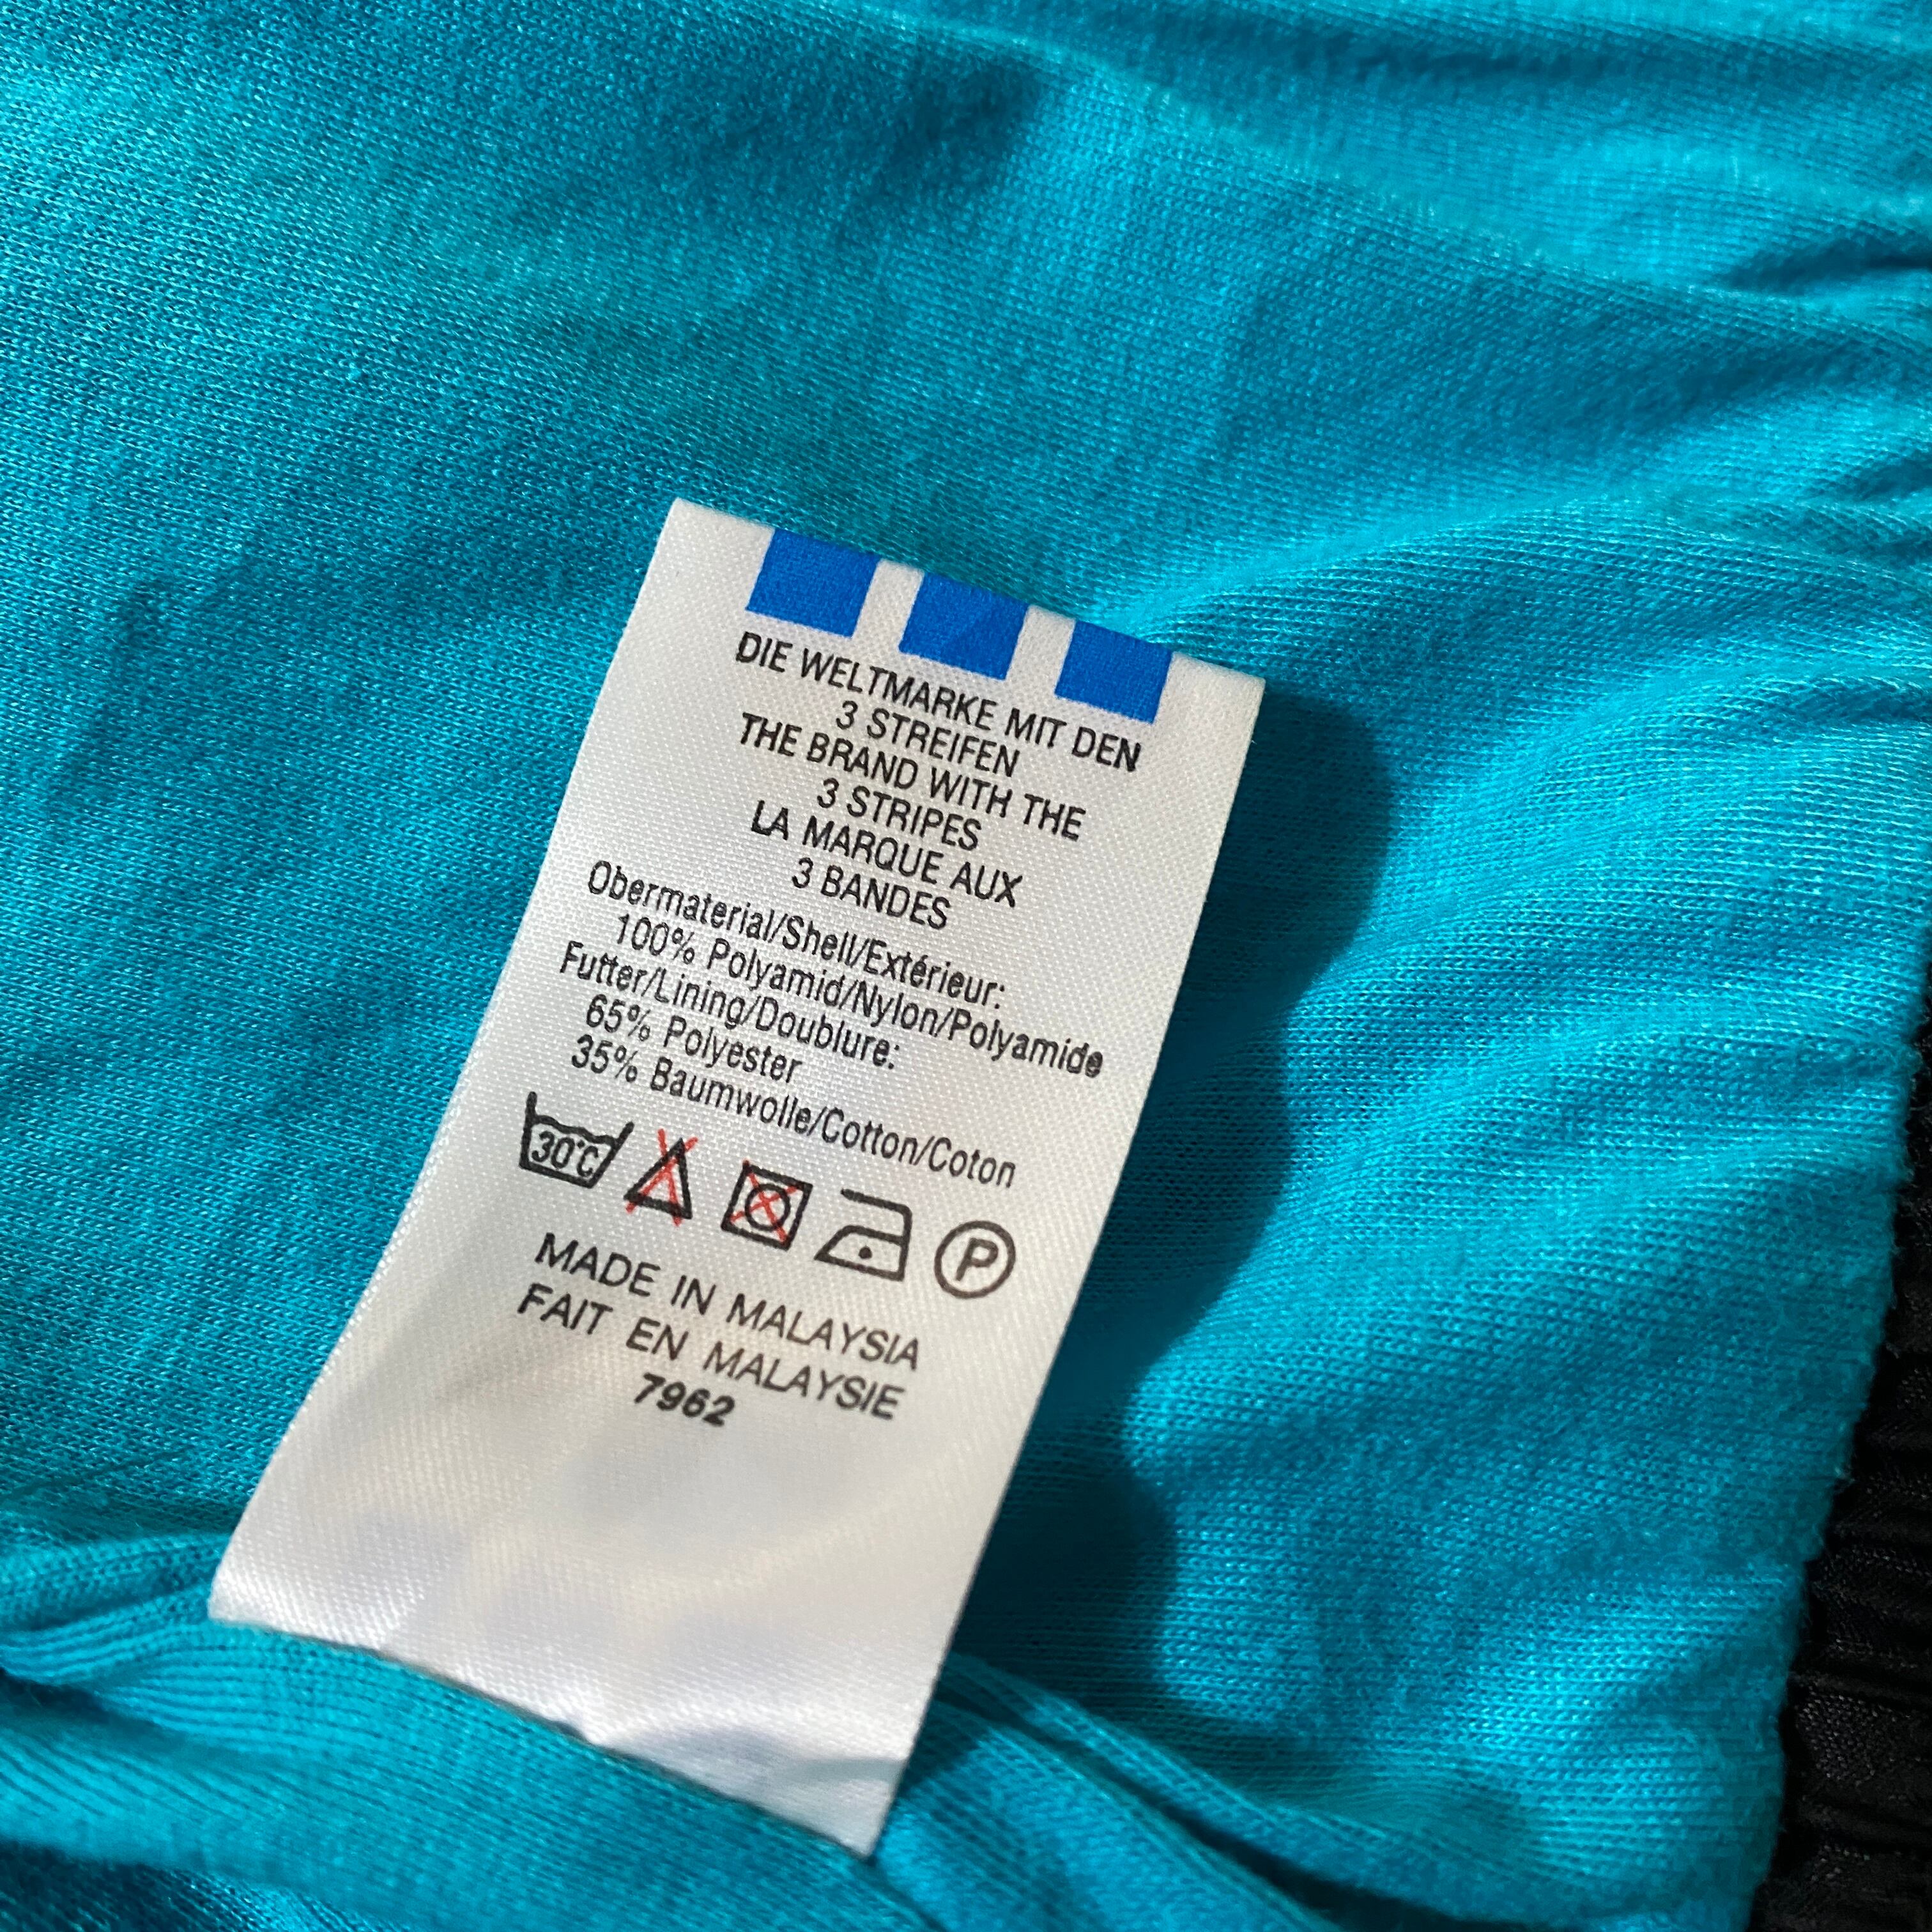 DIE WELTMARKE MIT DEN
3 STREIFEN
THE BRAND WITH THE
3 STRIPES
LA MARQUE AUX
3 BANDES
Obermaterial/Shell/Extérieur:
100% Polyamid/Nylon/Polyamide
Futter/Lining/Doublure:
65% Polyester
35% Baumwolle/Cotton/Coton
30°C P
MADE IN MALAYSIA
FAIT EN MALAYSIE
7962